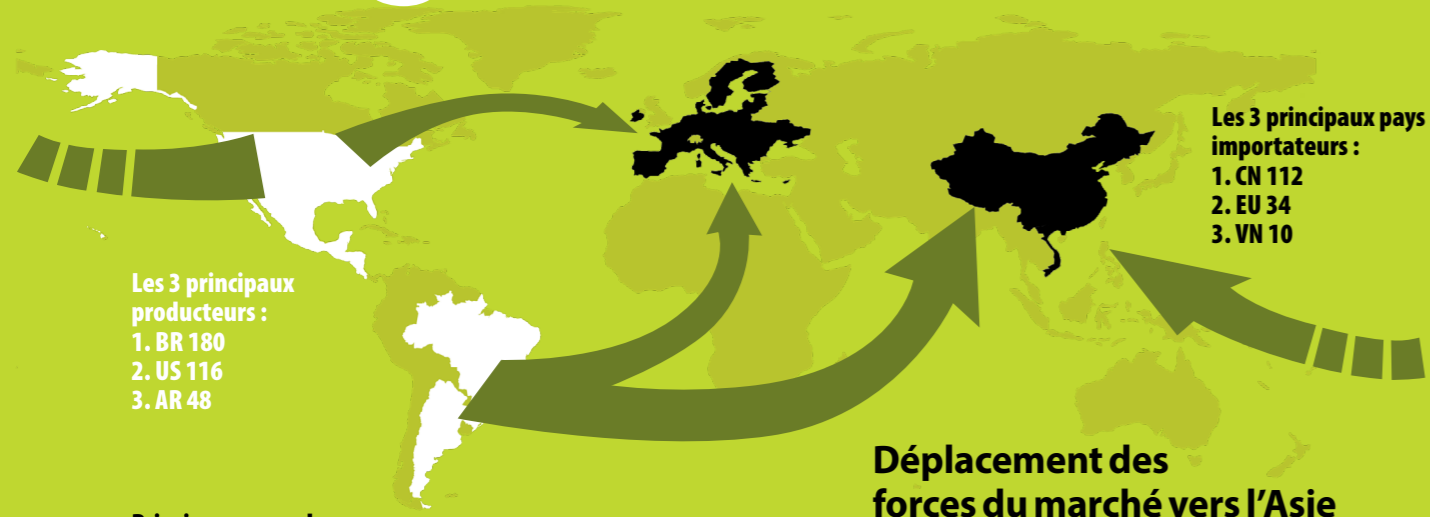 Les 3 principaux pays
importateurs :
1. CN 112
2. EU 34
3. VN 10
Les 3 principaux
producteurs :
1. BR 180
2. US 116
3. AR 48
Déplacement des
forces du marché vers l'Asie